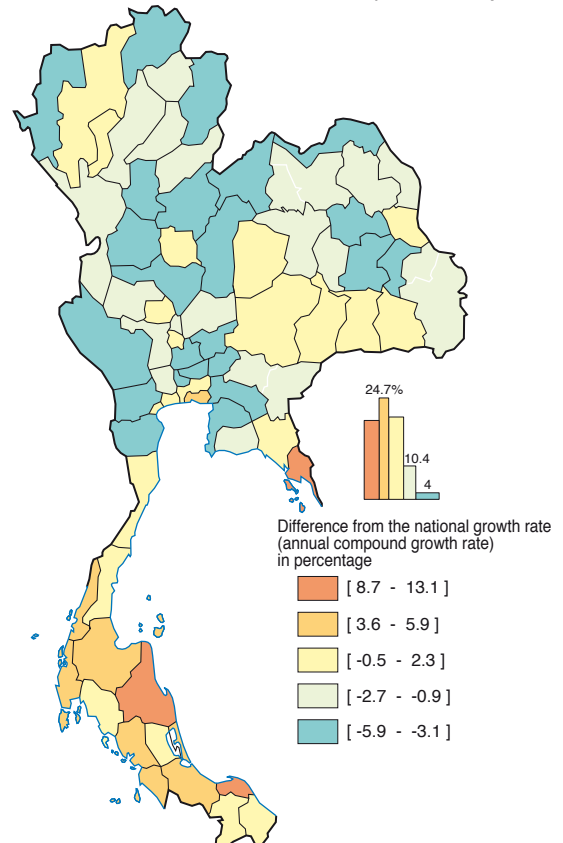 24.7%
10.4
4
Difference from the national growth rate
(annual compound growth rate)
in percentage
[ 8.7 - 13.1 ]
[ 3.6 - 5.9 ]
[ -0.5 - 2.3 ]
[ -2.7 - -0.9 ]
[ -5.9 - -3.1 ]